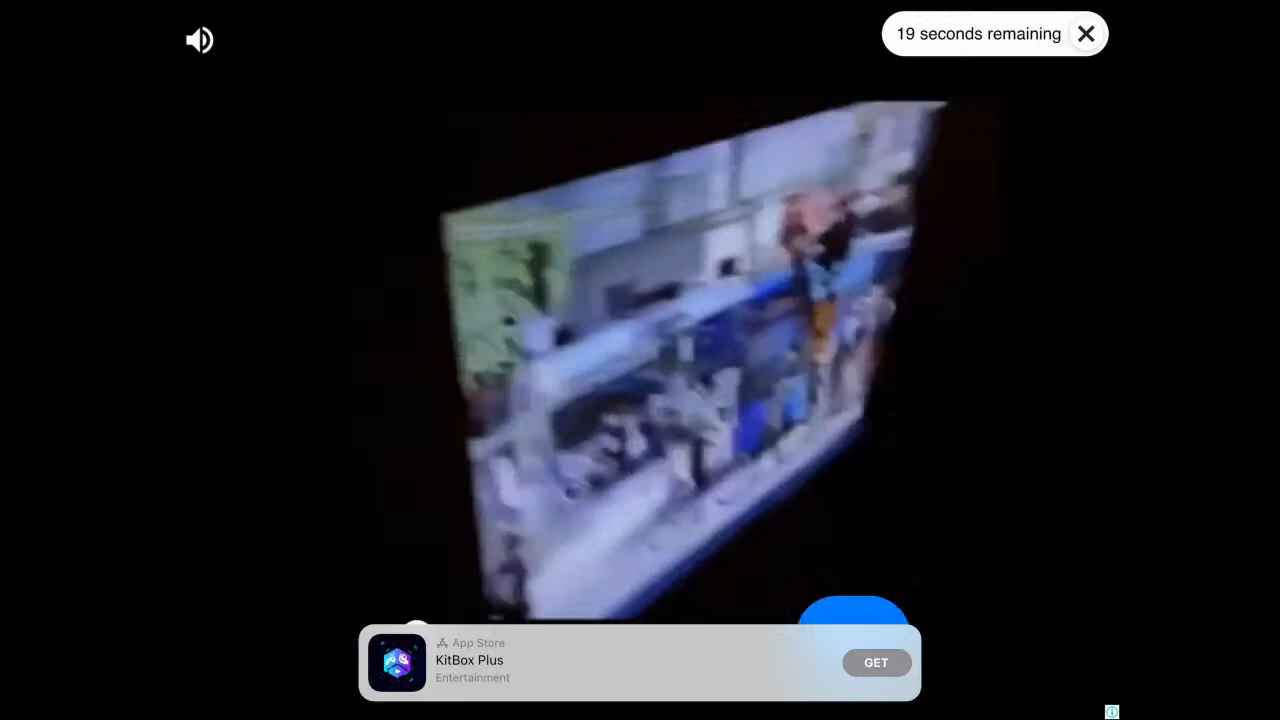 19 seconds remaining
App Store
KitBox Plus
Entertainment
GET